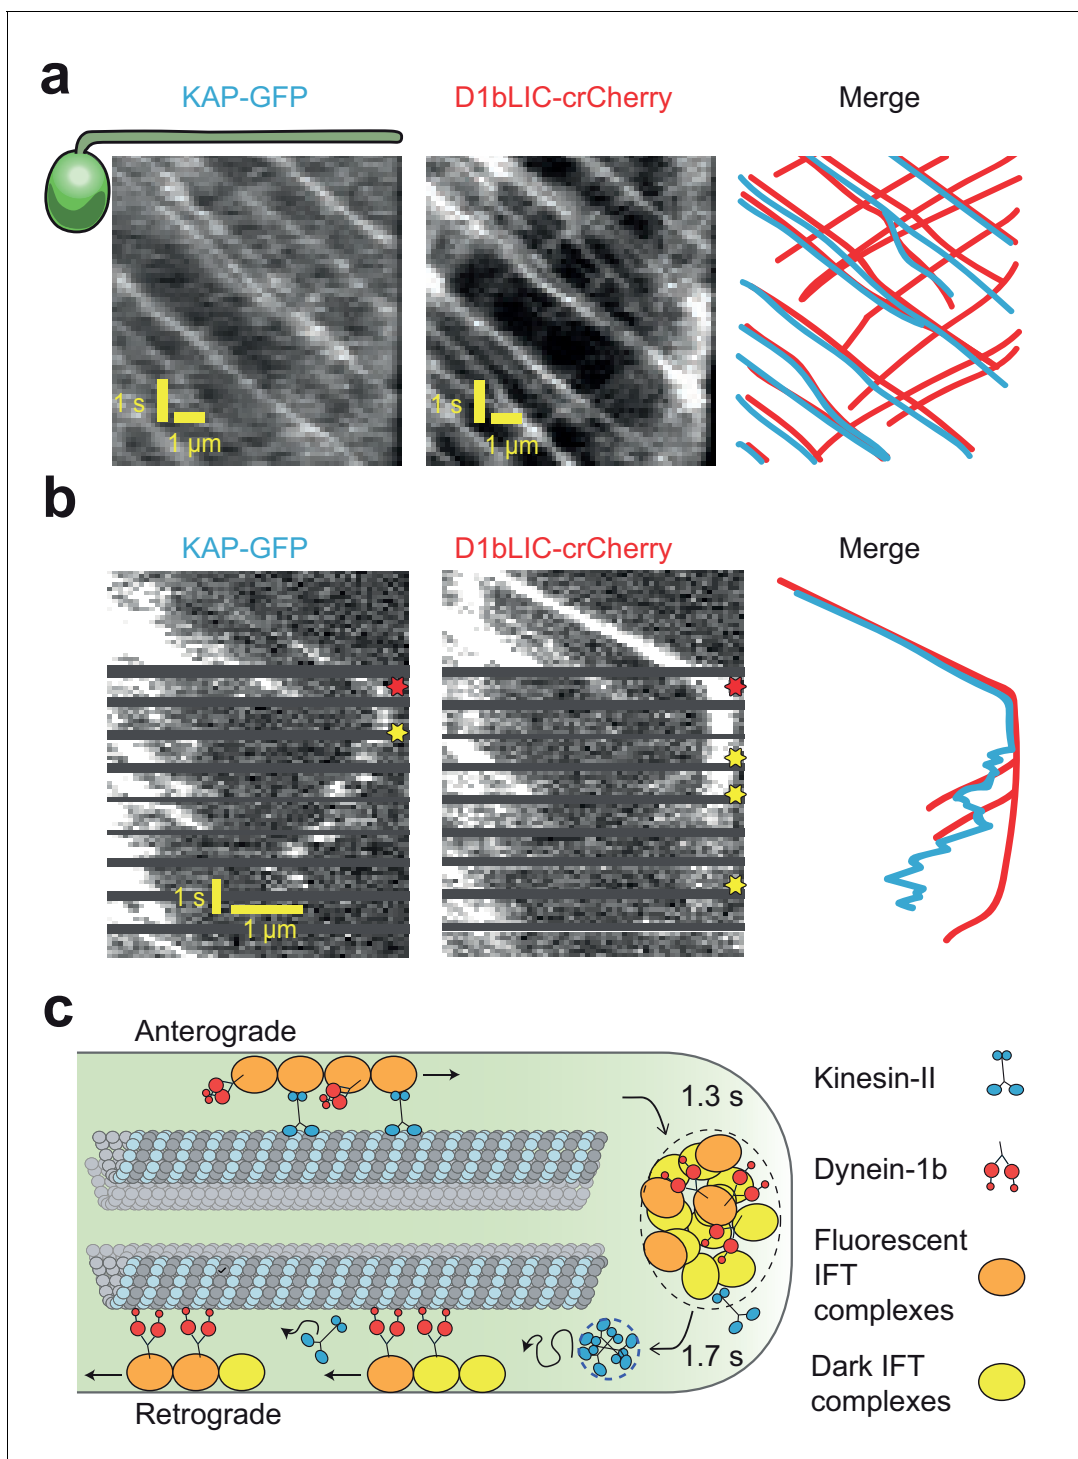 a
KAP-GFP
D1bLIC-crCherry
Merge
1 s
1 µm
1 s
1 µm
b
KAP-GFP
D1bLIC-crCherry
Merge
1 s
1 µm
c
Anterograde
1.3 s
Kinesin-II
Dynein-1b
Fluorescent
IFT
complexes
1.7 s
Dark IFT
complexes
Retrograde